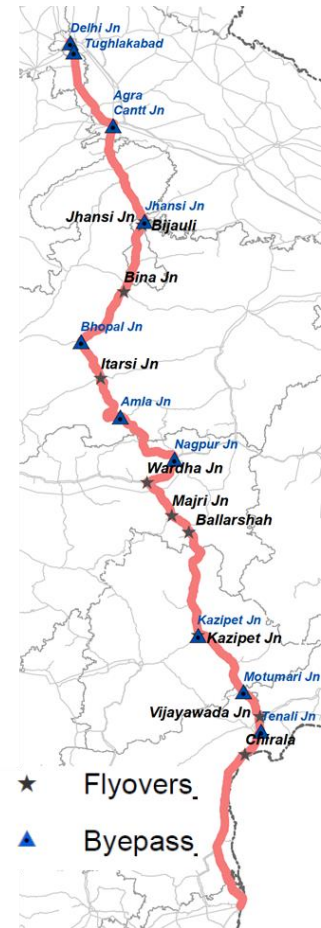 Delhi Jn
Tughlakabad
Agra
Cantt Jn
Jhansi Jn
Jhansi Jn
Bijauli
Bina Jn
Bhopal Jn
Itarsi Jn
Amla Jn
Nagpur Jn
Wardha Jn
Majri Jn
Ballarshah
Kazipet Jn
Kazipet Jn
Motumari Jn
Vijayawada Jn
Tenali Jn
Chirala
Flyovers.
Byepass.